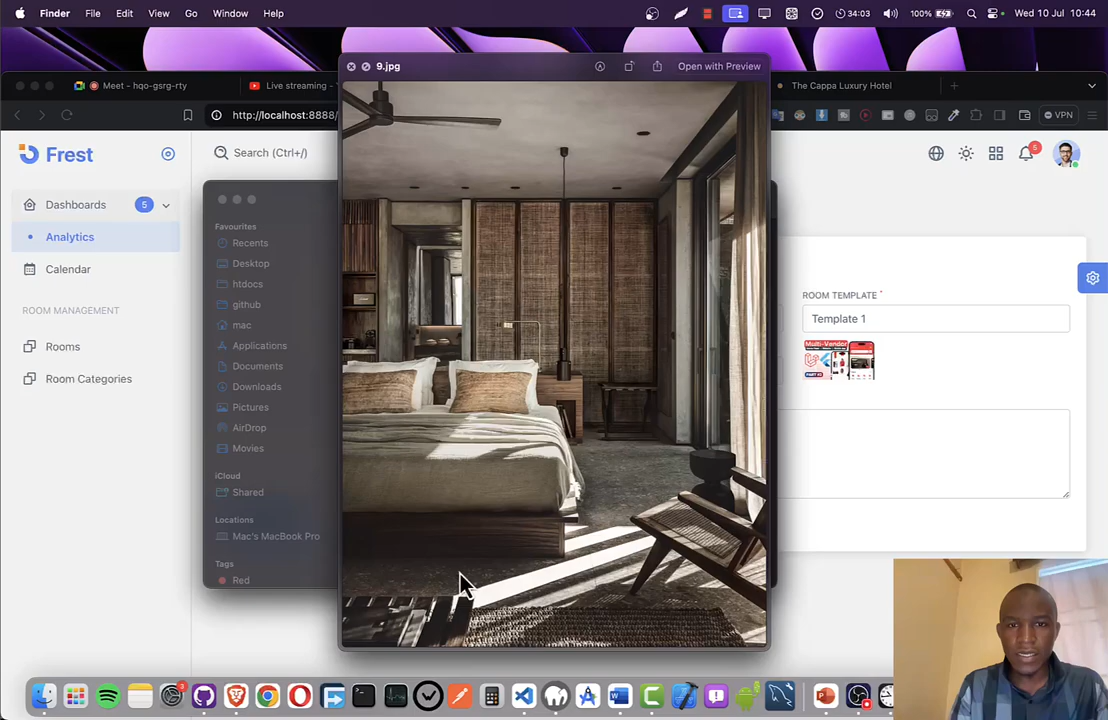 Finder File Edit View Go Window Help 34:03 100% Wed 10 Jul 10:44
9.jpg Open with Preview
Meet - hqo-gsrg-rty Live streaming - The Cappa Luxury Hotel
http://localhost:8888/ VPN
Frest Search (Ctrl+/) 5
Dashboards 5
Analytics
Calendar
ROOM MANAGEMENT
Rooms
Room Categories
Favourites
Recents
Desktop
htdocs
github
mac
Applications
Documents
Downloads
Pictures
AirDrop
Movies
iCloud
Shared
Locations
Mac's MacBook Pro
Tags
Red
ROOM TEMPLATE *
Template 1
Multi-Vendor